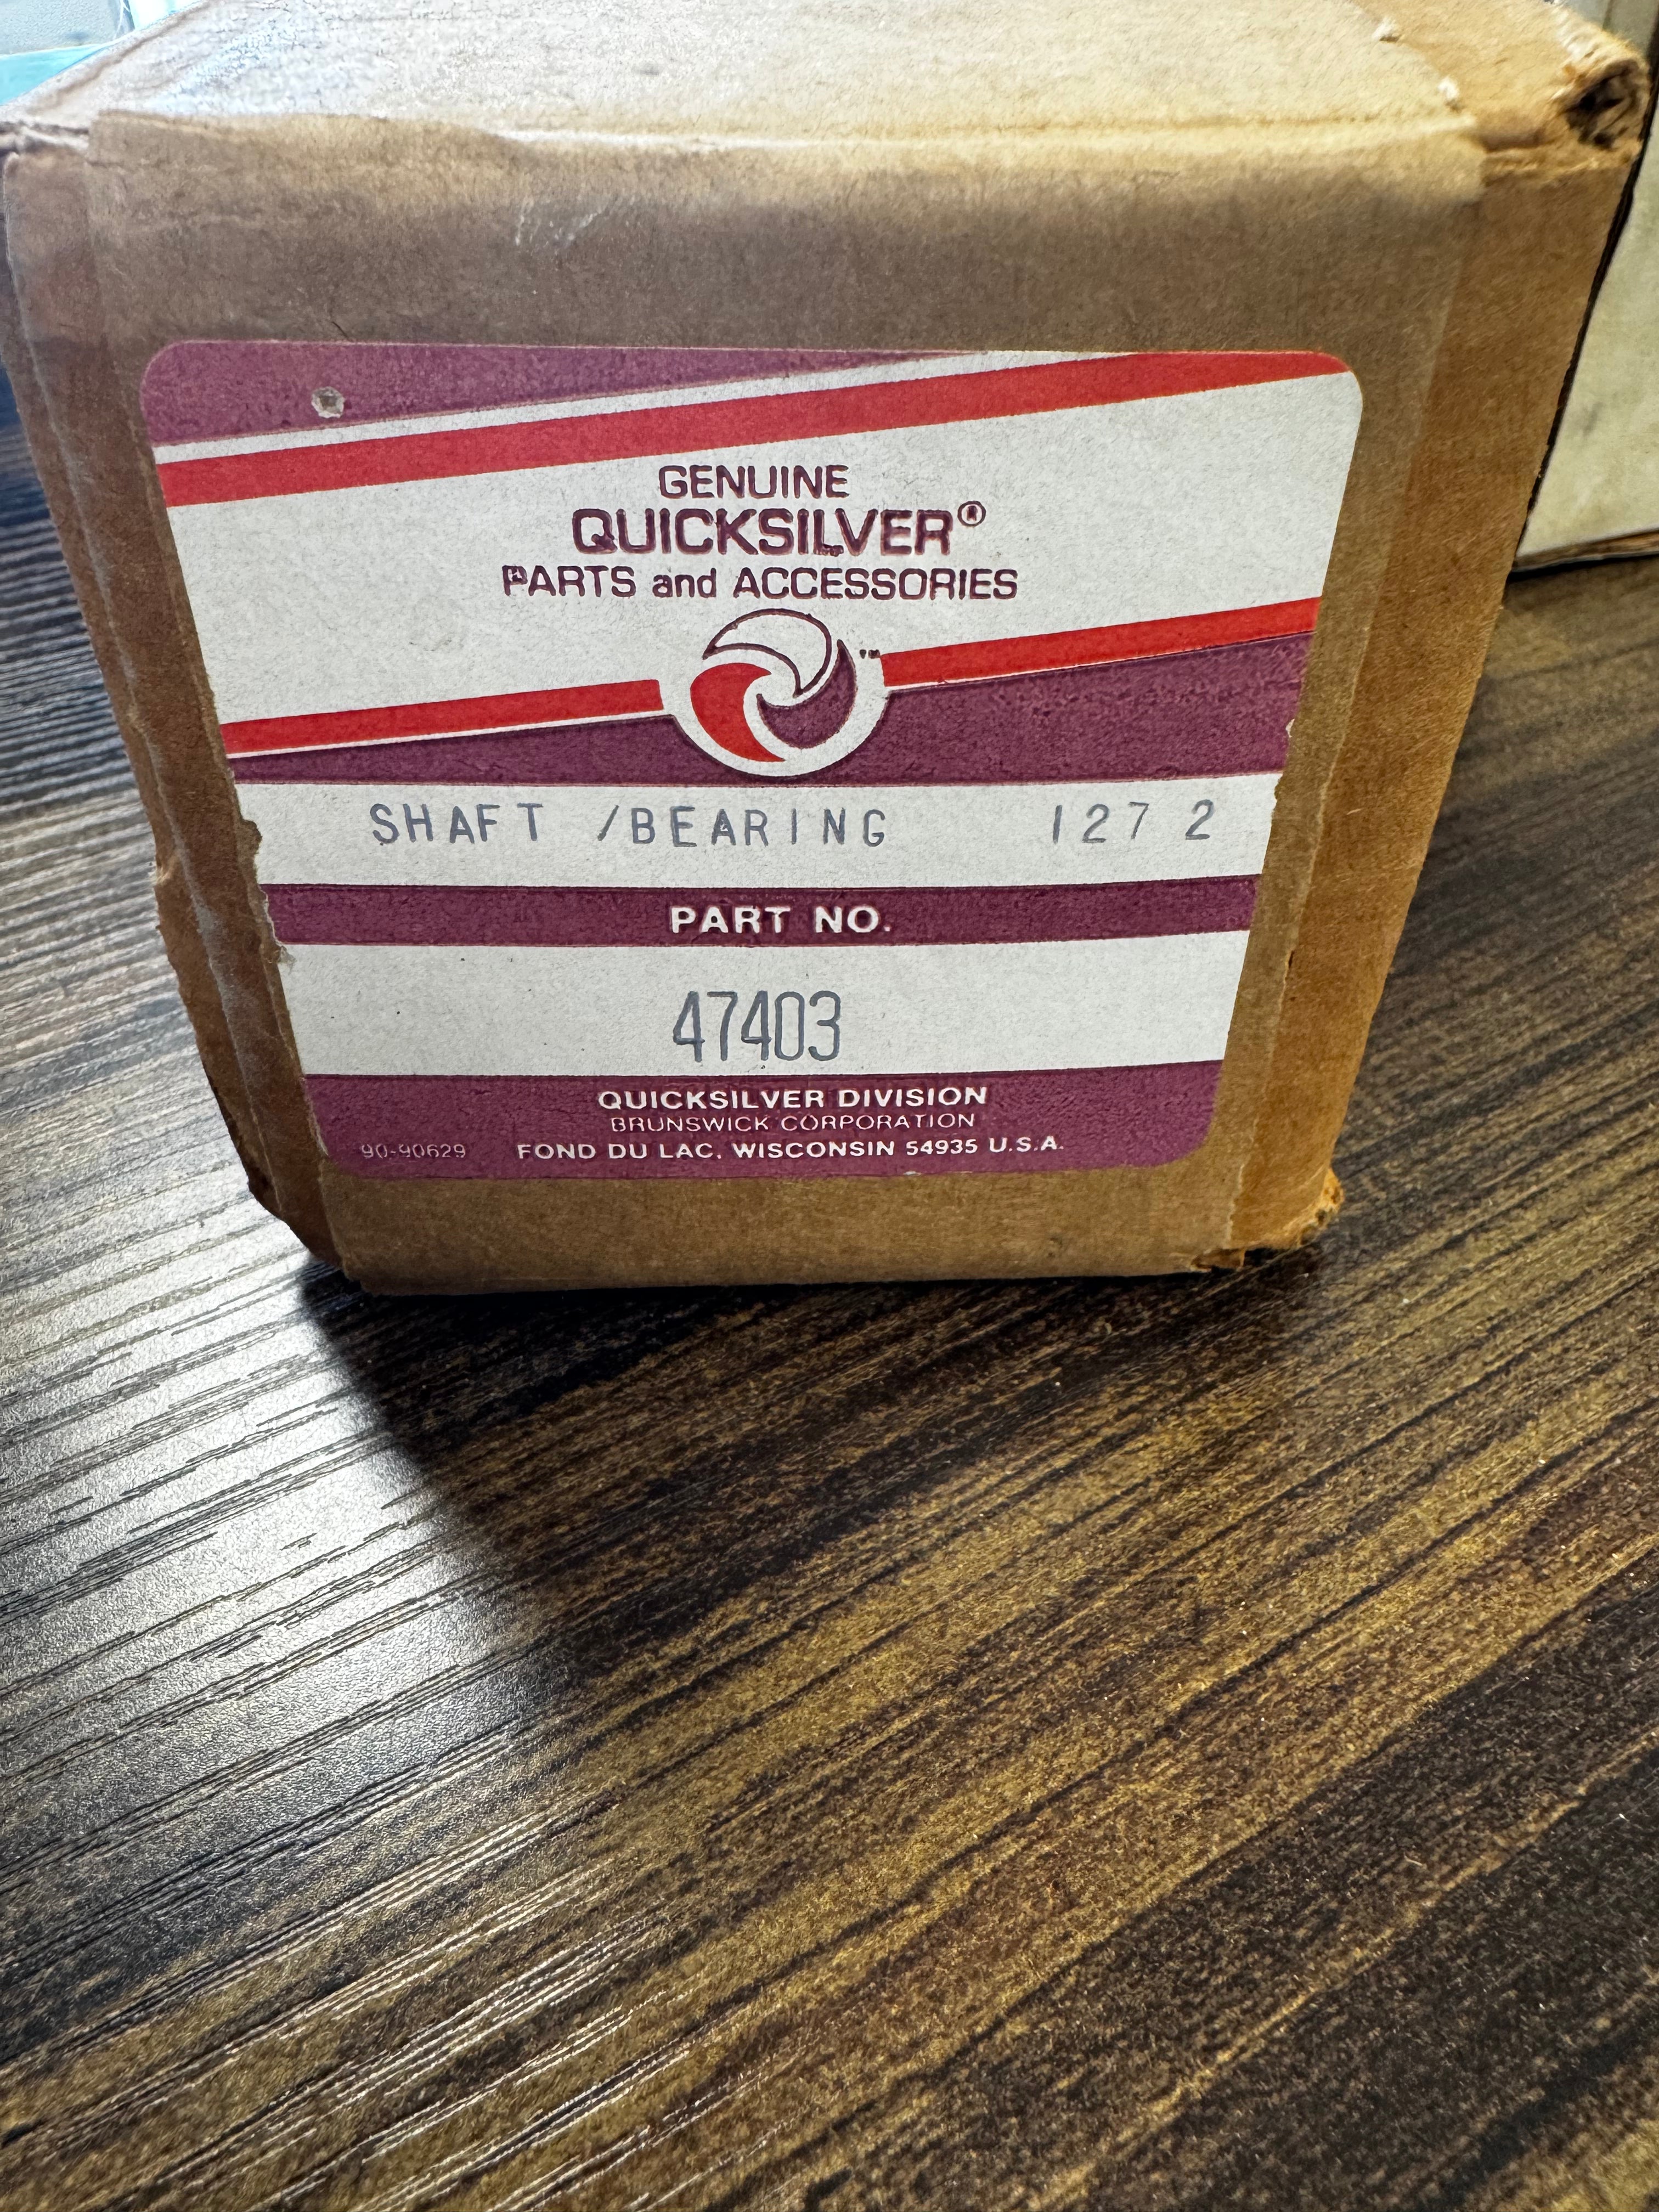 GENUINE
QUICKSILVER®
PARTS and ACCESSORIES
™
SHAFT /BEARING 127 2
PART NO.
47403
QUICKSILVER DIVISION
BRUNSWICK CORPORATION
90-90629 FOND DU LAC, WISCONSIN 54935 U.S.A.